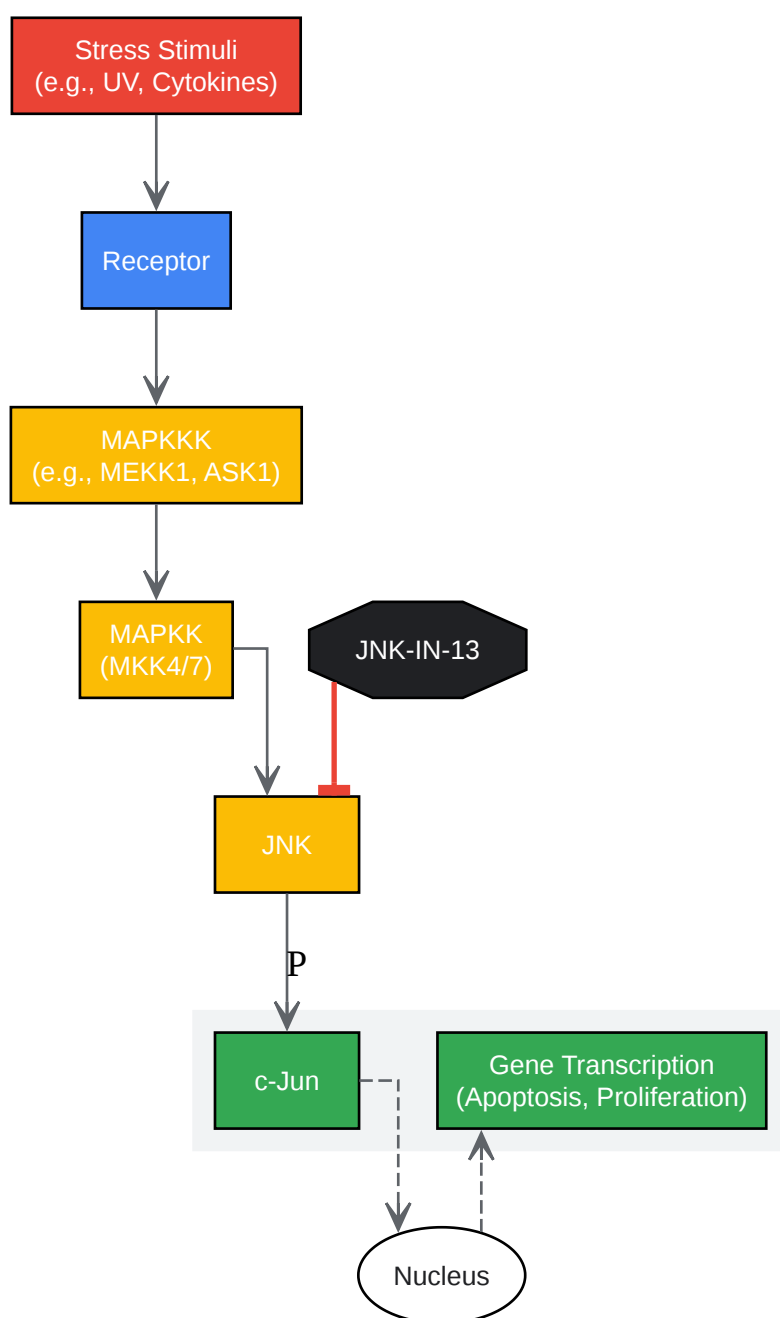 Stress Stimuli
(e.g., UV, Cytokines)
Receptor
MAPKKK
(e.g., MEKK1, ASK1)
MAPKK
(MKK4/7)
JNK-IN-13
JNK
P
c-Jun
Gene Transcription
(Apoptosis, Proliferation)
Nucleus